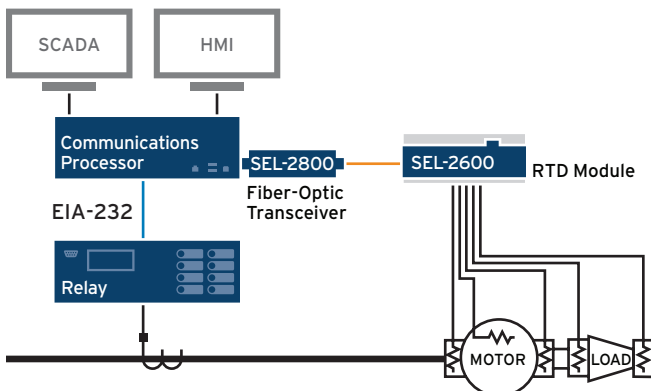 SCADA
HMI
Communications
Processor
SEL-2800
SEL-2600
RTD Module
Fiber-Optic
Transceiver
EIA-232
Relay
MOTOR
LOAD